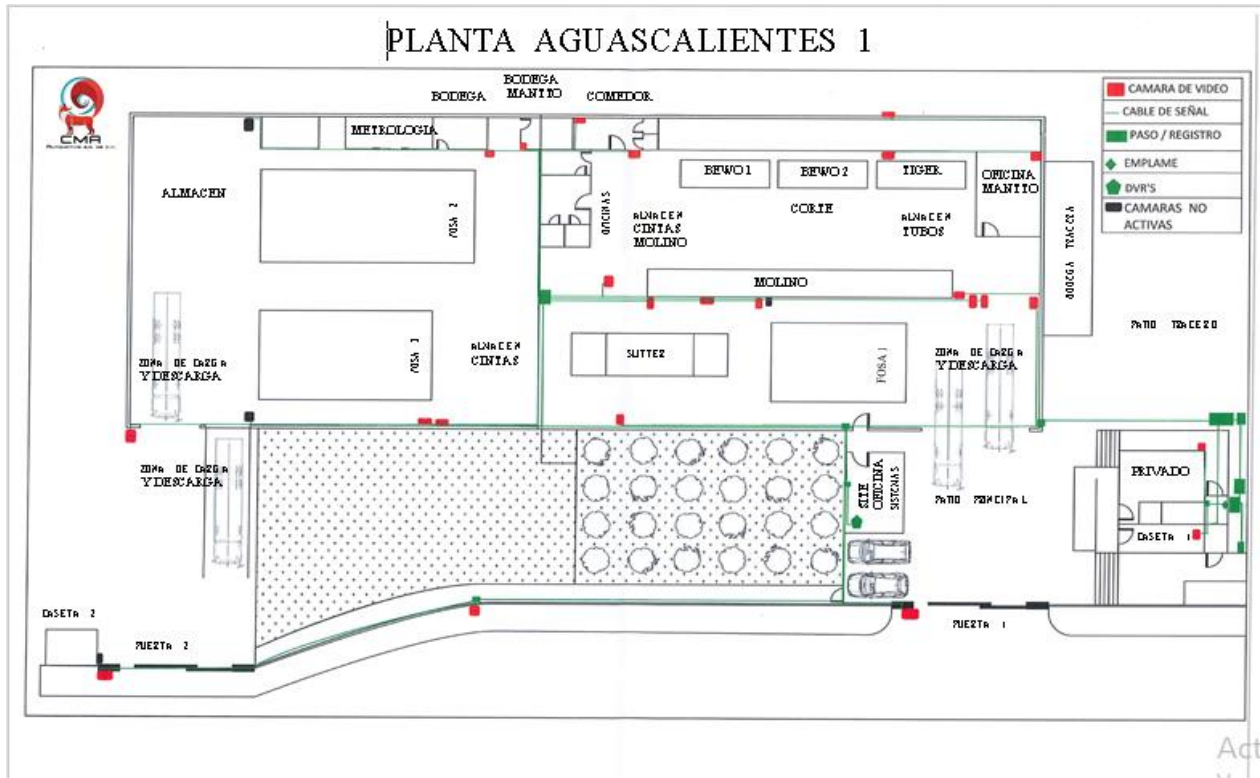 PLANTA AGUASCALIENTES 1
CMA
CAMARA DE VIDEO
CABLE DE SEÑAL
PASO / REGISTRO
EMPLAME
DVR'S
CAMARAS NO
ACTIVAS
BODEGA
BODEGA
MANTTO
COMEDOR
METROLOGIA
ALMACEN
FOSA 2
OFICINAS
BEWO 1
BEWO 2
TIGER
OFICINA
MANTTO
CORTE
ALMACEN
CINTAS
MOLINO
ALMACEN
TUBOS
BODEGA TRACERA
MOLINO
PATIO TRACERO
ZONA DE CARGA
Y DESCARGA
FOSA 3
ALMACEN
CINTAS
SLITTER
FOSA 1
ZONA DE CARGA
Y DESCARGA
ZONA DE CARGA
Y DESCARGA
SITE
OFICINA
SISTEMAS
PATIO PRINCIPAL
PRIVADO
CASETA 1
CASETA 2
PUERTA 2
PUERTA 1
Act